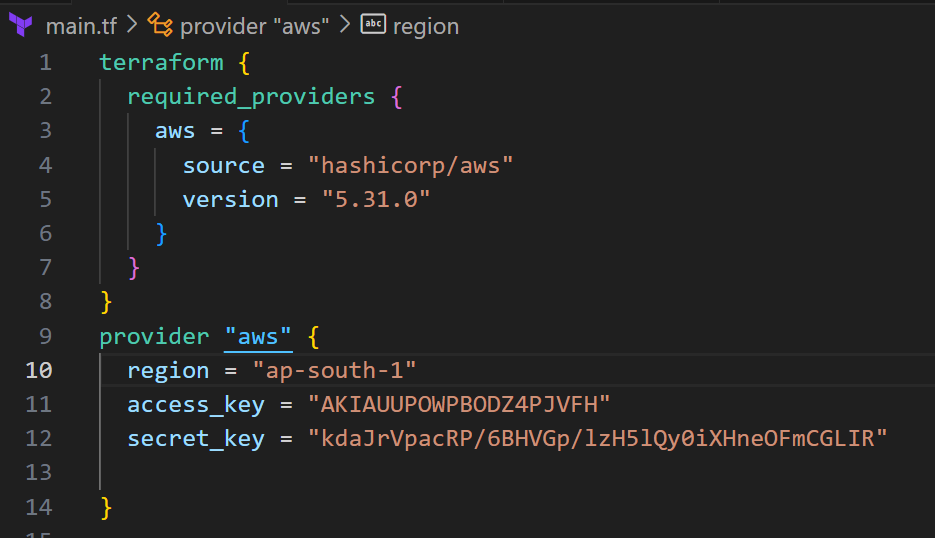 main.tf > provider "aws" > abc region
1 terraform {
2 required_providers {
3 aws = {
4 source = "hashicorp/aws"
5 version = "5.31.0"
6 }
7 }
8 }
9 provider "aws" {
10 region = "ap-south-1"
11 access_key = "AKIAUUPOWPBODZ4PJVFH"
12 secret_key = "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"
13
14 }